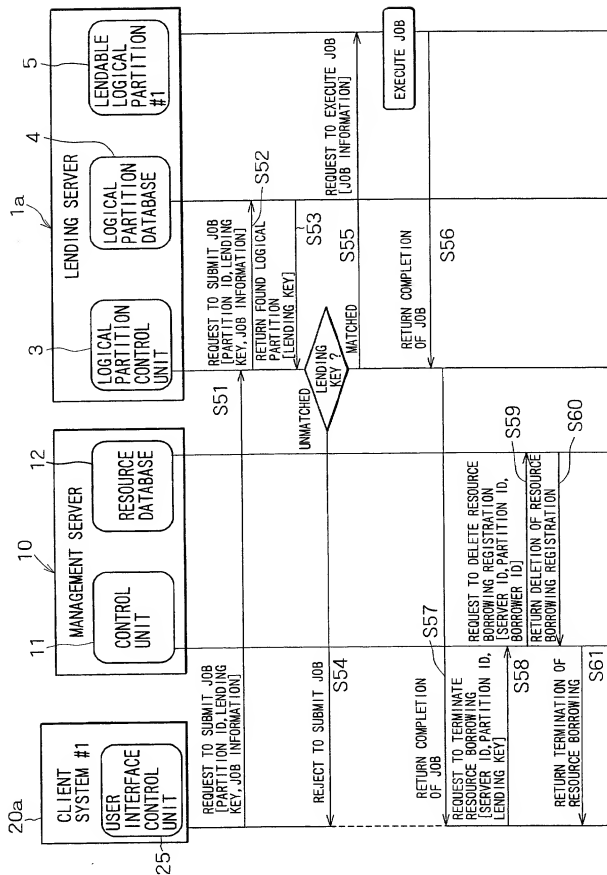 20a
CLIENT
SYSTEM #1
USER
INTERFACE
CONTROL
UNIT
25
10
MANAGEMENT SERVER
11
CONTROL
UNIT
12
RESOURCE
DATABASE
1a
LENDING SERVER
3
LOGICAL
PARTITION
CONTROL
UNIT
4
LOGICAL
PARTITION
DATABASE
5
LENDABLE
LOGICAL
PARTITION
#1
REQUEST TO SUBMIT JOB
[PARTITION ID,LENDING
KEY,JOB INFORMATION]
S51
REQUEST TO SUBMIT JOB
[PARTITION ID,LENDING
KEY,JOB INFORMATION]
S52
RETURN FOUND LOGICAL
PARTITION
[LENDING KEY]
S53
LENDING
KEY ?
UNMATCHED
MATCHED
REJECT TO SUBMIT JOB
S54
REQUEST TO EXECUTE JOB
[JOB INFORMATION]
S55
EXECUTE JOB
RETURN COMPLETION
OF JOB
S56
RETURN COMPLETION
OF JOB
S57
REQUEST TO TERMINATE
RESOURCE BORROWING
[SERVER ID,PARTITION ID,
LENDING KEY]
S58
REQUEST TO DELETE RESOURCE
BORROWING REGISTRATION
[SERVER ID,PARTITION ID,
BORROWER ID]
S59
RETURN DELETION OF RESOURCE
BORROWING REGISTRATION
S60
RETURN TERMINATION OF
RESOURCE BORROWING
S61